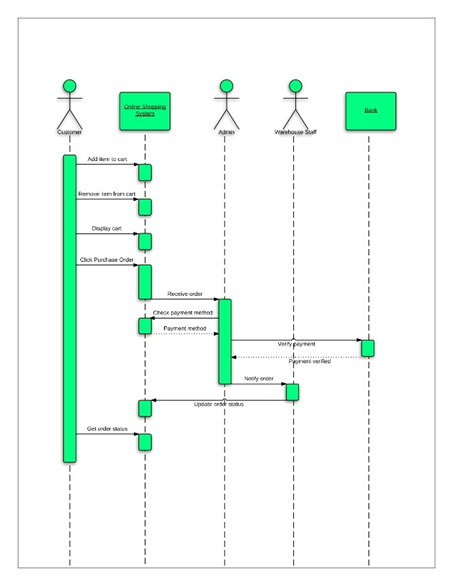 Online Shopping
System
Bank
Customer
Admin
Warehouse Staff
Add item to cart
Remove item from cart
Display cart
Click Purchase Order
Receive order
Check payment method
Payment method
Verify payment
Payment verified
Notify order
Update order status
Get order status